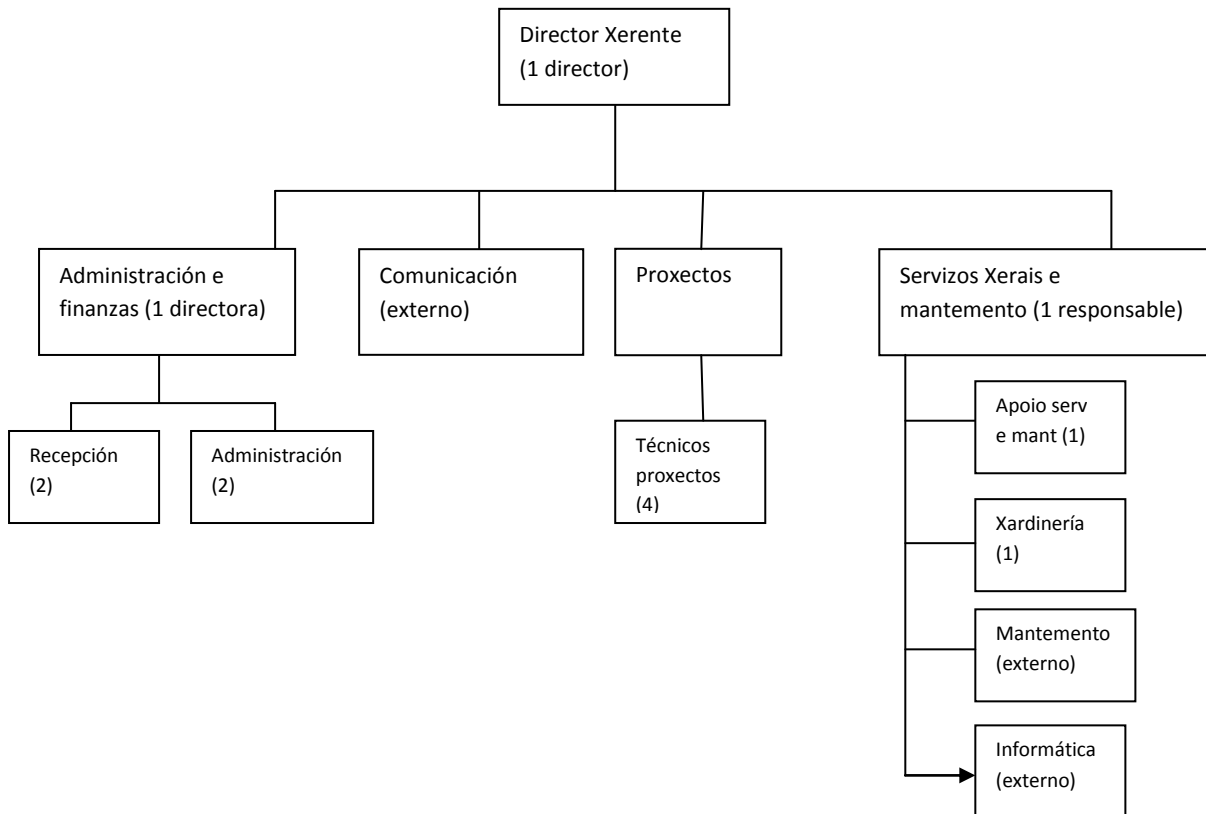 Director Xerente
(1 director)
Administración e
finanzas (1 directora)
Comunicación
(externo)
Proxectos
Servizos Xerais e
mantemento (1 responsable)
Recepción
(2)
Administración
(2)
Técnicos
proxectos
(4)
Apoio serv
e mant (1)
Xardinería
(1)
Mantemento
(externo)
Informática
(externo)